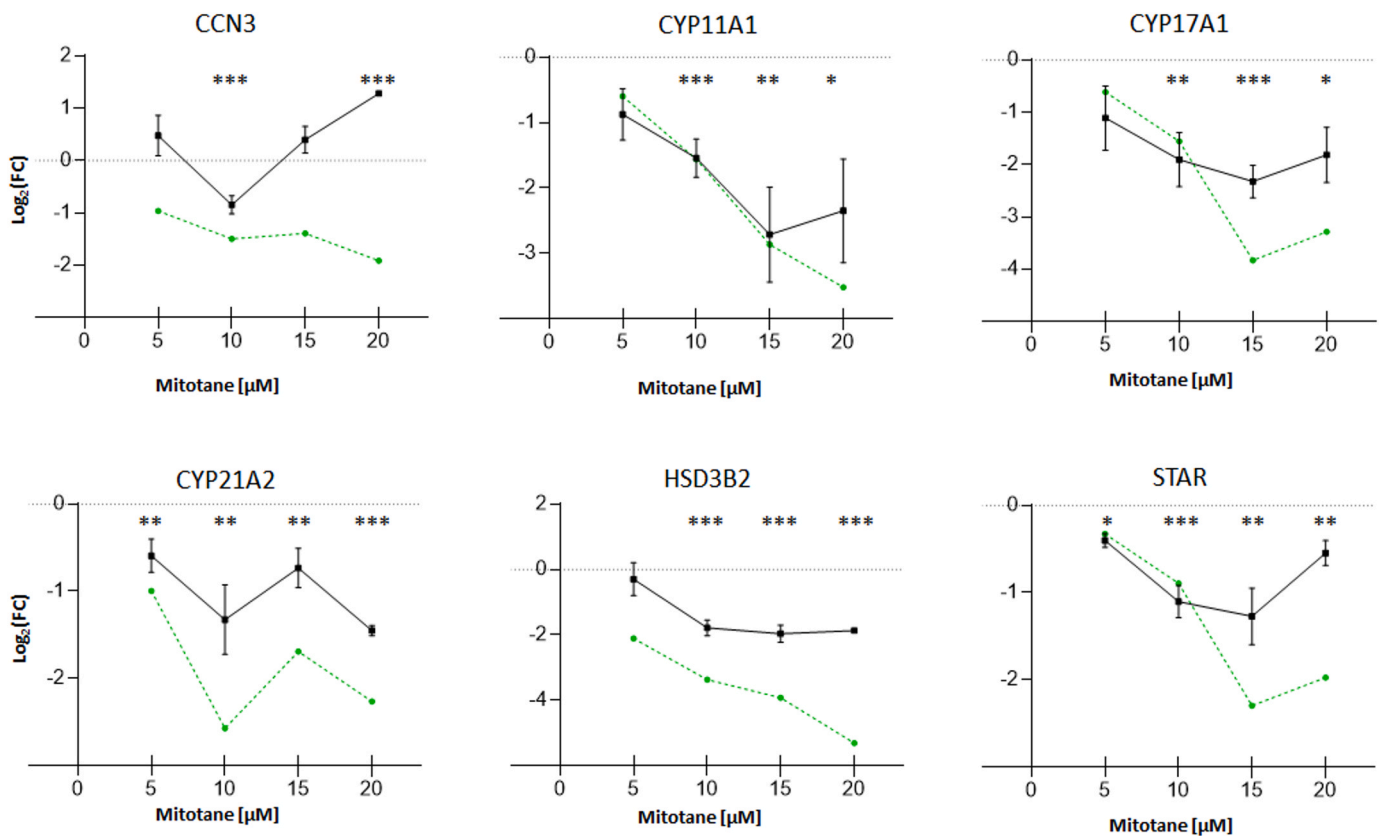 CCN3
2
1
0
-1
-2
Log₂(FC)
*** ***
0 5 10 15 20
Mitotane [µM]
CYP11A1
0
-1
-2
-3
*** ** *
0 5 10 15 20
Mitotane [µM]
CYP17A1
0
-1
-2
-3
-4
** *** *
0 5 10 15 20
Mitotane [µM]
CYP21A2
0
-1
-2
Log₂(FC)
** ** ** ***
0 5 10 15 20
Mitotane [µM]
HSD3B2
2
0
-2
-4
*** *** ***
0 5 10 15 20
Mitotane [µM]
STAR
0
-1
-2
* *** ** **
0 5 10 15 20
Mitotane [µM]